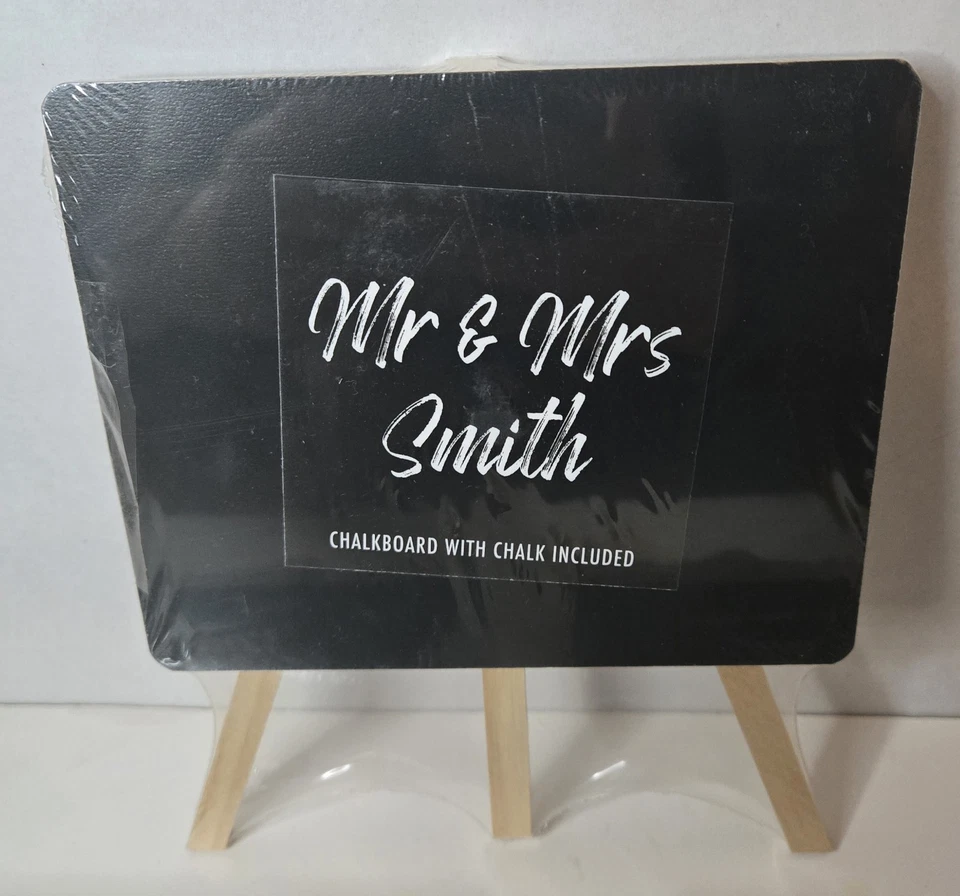 Mr & Mrs
Smith
CHALKBOARD WITH CHALK INCLUDED